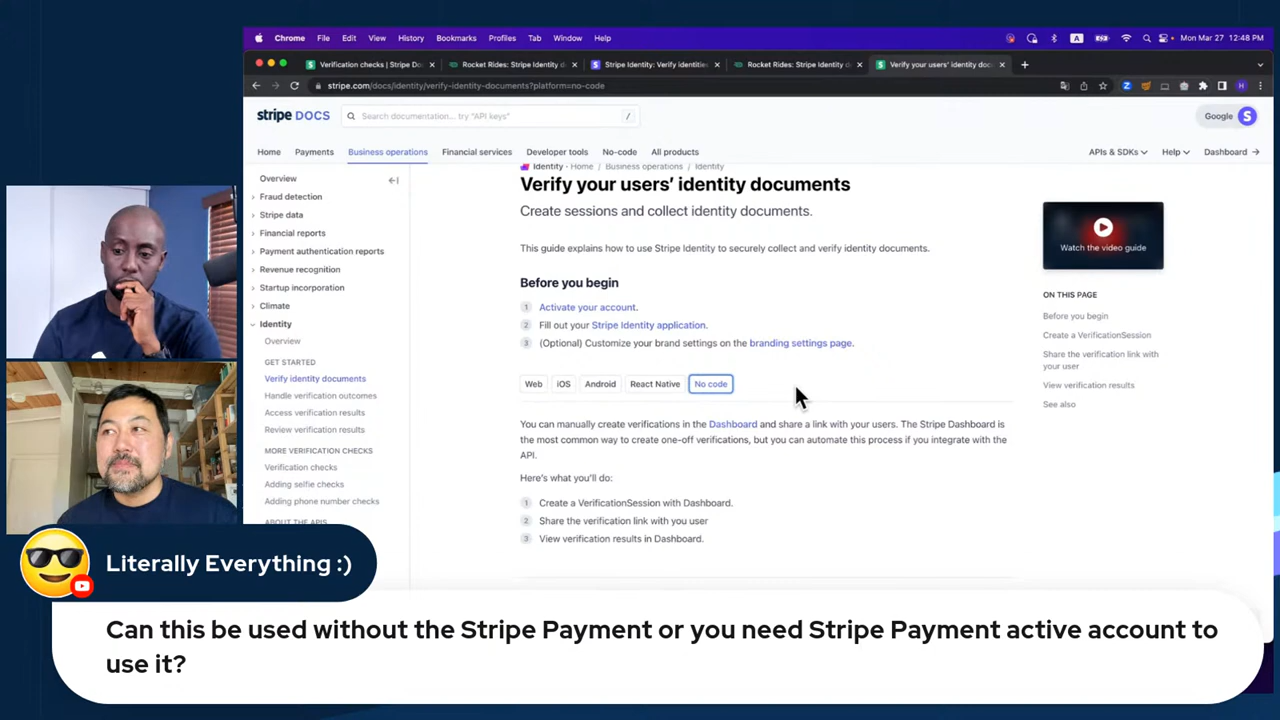 Chrome File Edit View History Bookmarks Profiles Tab Window Help
A
Mon Mar 27 12:48 PM
Verification checks | Stripe Do
Rocket Rides: Stripe Identity d
Stripe Identity: Verify identities
Rocket Rides: Stripe Identity d
Verify your users' identity doc
stripe.com/docs/identity/verify-identity-documents?platform=no-code
H
stripe DOCS
Search documentation... try "API keys"
/
Google
S
Home Payments Business operations Financial services Developer tools No-code All products
APIs & SDKs Help Dashboard →
Overview
Fraud detection
Stripe data
Financial reports
Payment authentication reports
Revenue recognition
Startup incorporation
Climate
Identity
Overview
GET STARTED
Verify identity documents
Handle verification outcomes
Access verification results
Review verification results
MORE VERIFICATION CHECKS
Verification checks
Adding selfie checks
Adding phone number checks
ABOUT THE APIS
Identity · Home / Business operations / Identity
Verify your users' identity documents
Create sessions and collect identity documents.
This guide explains how to use Stripe Identity to securely collect and verify identity documents.
Before you begin
1 Activate your account.
2 Fill out your Stripe Identity application.
3 (Optional) Customize your brand settings on the branding settings page.
Web iOS Android React Native No code
You can manually create verifications in the Dashboard and share a link with your users. The Stripe Dashboard is
the most common way to create one-off verifications, but you can automate this process if you integrate with the
API.
Here's what you'll do:
1 Create a VerificationSession with Dashboard.
2 Share the verification link with you user
3 View verification results in Dashboard.
Watch the video guide
ON THIS PAGE
Before you begin
Create a VerificationSession
Share the verification link with
your user
View verification results
See also
Literally Everything :)
Can this be used without the Stripe Payment or you need Stripe Payment active account to
use it?